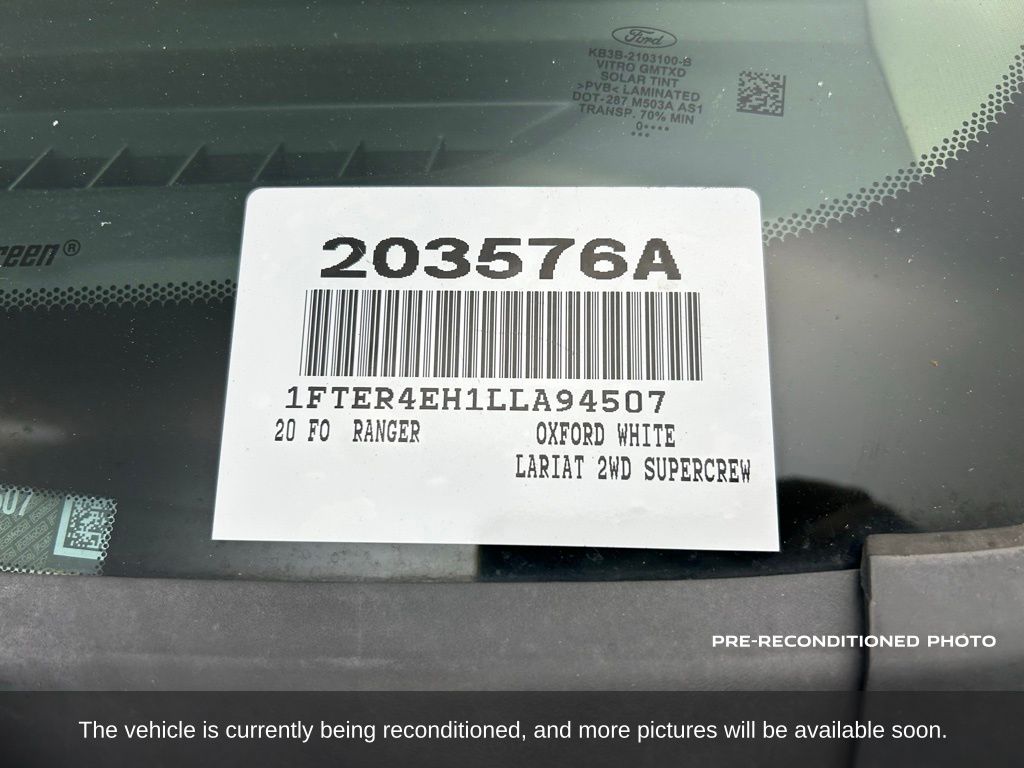 Ford
KB3B-2103100-B
VITRO GMTXD
SOLAR TINT
>PVB< LAMINATED
DOT-287 M503A AS1
TRANSP. 70% MIN
reen®
203576A
1FTER4EH1LLA94507
20 FO RANGER OXFORD WHITE
LARIAT 2WD SUPERCREW
507
PRE-RECONDITIONED PHOTO
The vehicle is currently being reconditioned, and more pictures will be available soon.